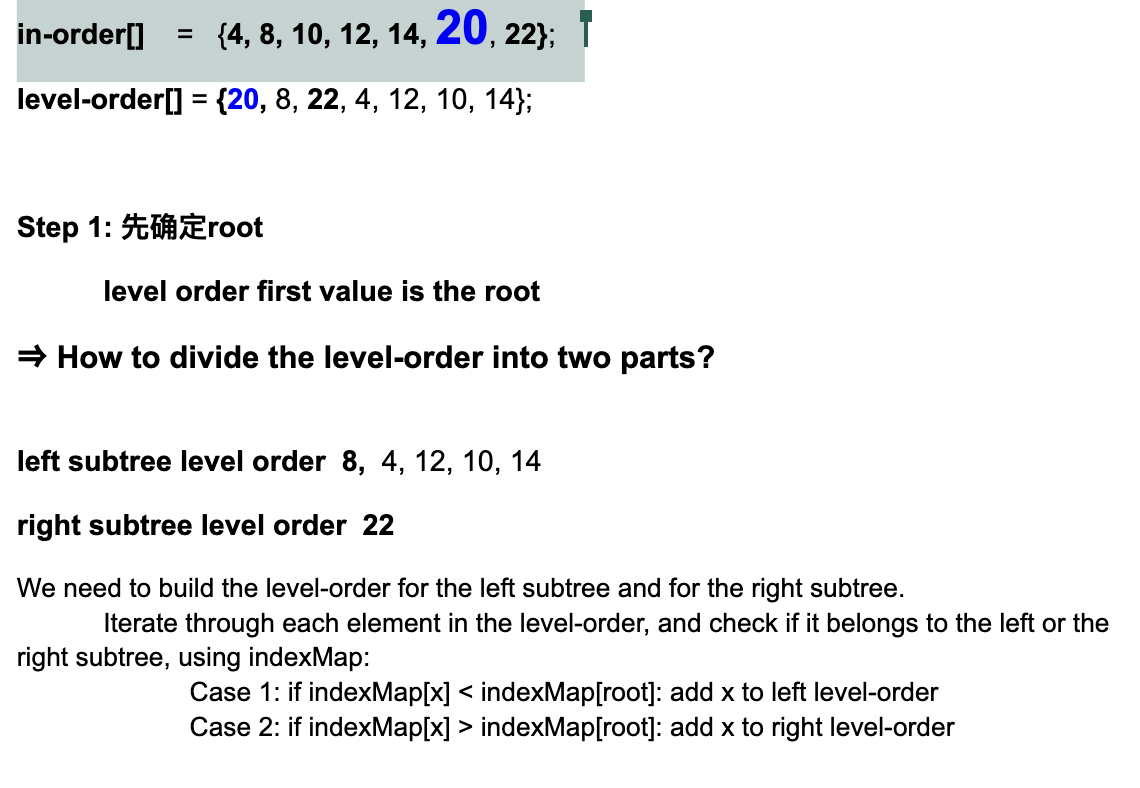 in-order[] = {4, 8, 10, 12, 14, 20, 22};
level-order[] = {20, 8, 22, 4, 12, 10, 14};
Step 1: 先确定root
level order first value is the root
⇒ How to divide the level-order into two parts?
left subtree level order 8, 4, 12, 10, 14
right subtree level order 22
We need to build the level-order for the left subtree and for the right subtree.
Iterate through each element in the level-order, and check if it belongs to the left or the
right subtree, using indexMap:
Case 1: if indexMap[x] < indexMap[root]: add x to left level-order
Case 2: if indexMap[x] > indexMap[root]: add x to right level-order